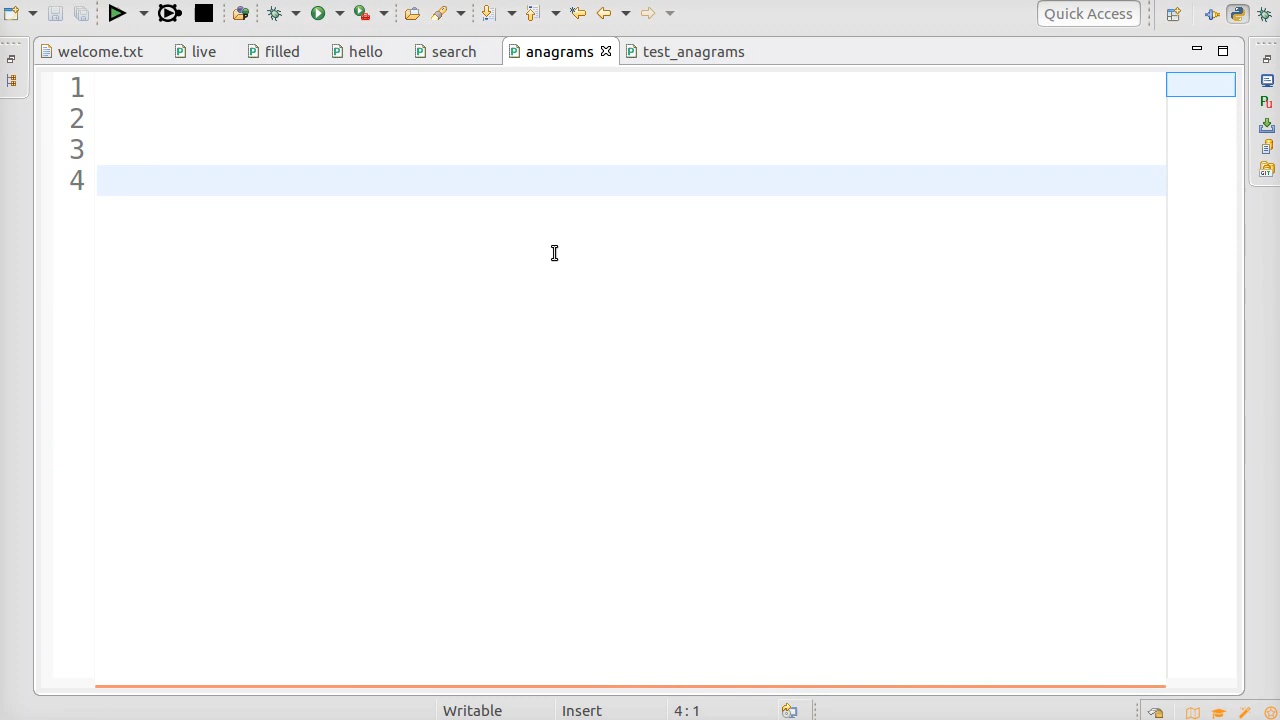 Quick Access
welcome.txt live filled hello search anagrams test_anagrams
1
2
3
4
Writable Insert 4 : 1